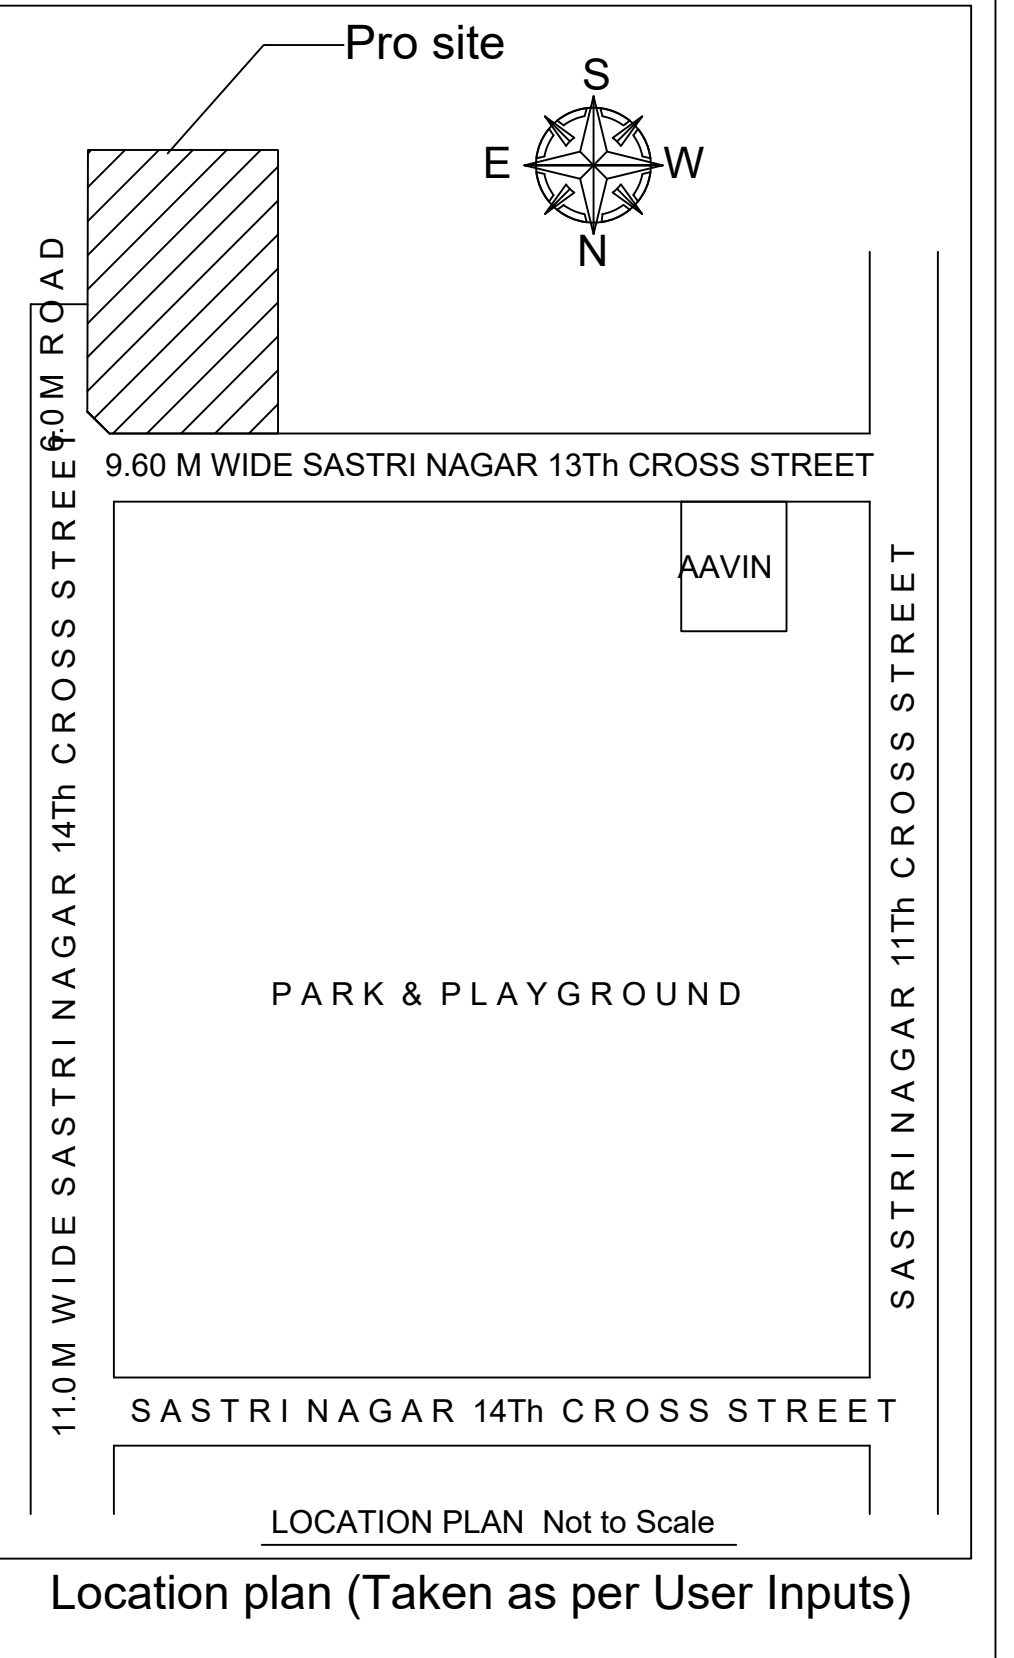 Pro site
S
E
W
N
6.0 M ROAD
9.60 M WIDE SASTRI NAGAR 13Th CROSS STREET
AAVIN
11.0 M WIDE SASTRI NAGAR 14Th CROSS STREET
SASTRI NAGAR 11Th CROSS STREET
PARK & PLAYGROUND
SASTRI NAGAR 14Th CROSS STREET
LOCATION PLAN Not to Scale
Location plan (Taken as per User Inputs)